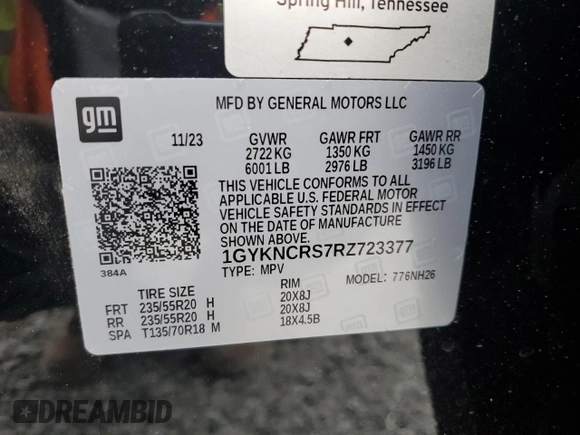 Spring Hill, Tennessee
gm
MFD BY GENERAL MOTORS LLC
11/23 GVWR GAWR FRT GAWR RR
2722 KG 1350 KG 1450 KG
6001 LB 2976 LB 3196 LB
THIS VEHICLE CONFORMS TO ALL
APPLICABLE U.S. FEDERAL MOTOR
VEHICLE SAFETY STANDARDS IN EFFECT
ON THE DATE OF MANUFACTURE
SHOWN ABOVE.
1GYKNCRS7RZ723377
384A
TYPE: MPV MODEL: 776NH26
TIRE SIZE RIM
FRT 235/55R20 H 20X8J
RR 235/55R20 H 20X8J
SPA T135/70R18 M 18X4.5B
DREAMBID